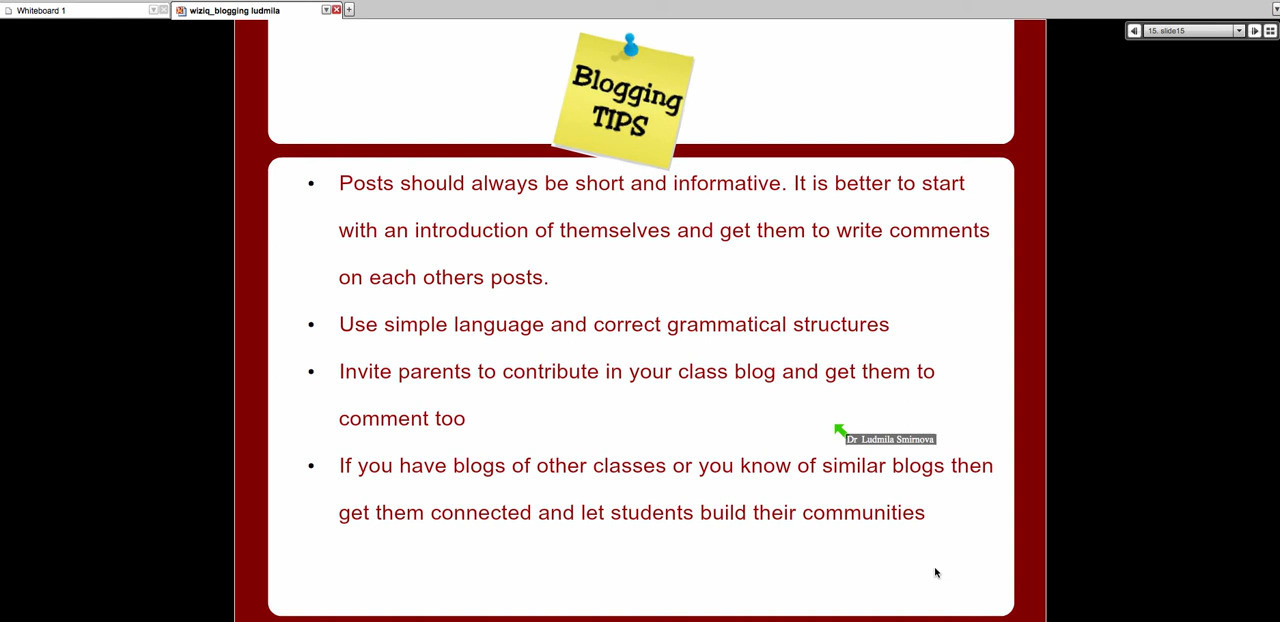 Whiteboard 1
wiziq_blogging ludmila
15. slide15
Blogging
TIPS
• Posts should always be short and informative. It is better to start
with an introduction of themselves and get them to write comments
on each others posts.
• Use simple language and correct grammatical structures
• Invite parents to contribute in your class blog and get them to
comment too
Dr Ludmila Smirnova
• If you have blogs of other classes or you know of similar blogs then
get them connected and let students build their communities